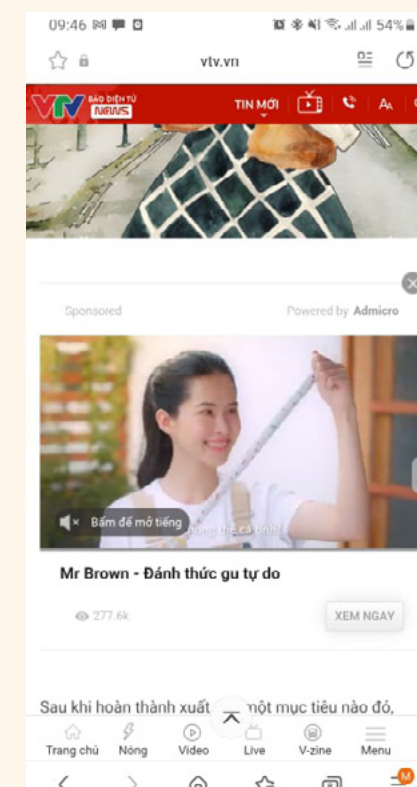 09:46
54%
vtv.vn
VTV BÁO ĐIỆN TỬ
NEWS
TIN MỚI
AA
Sponsored
Powered by Admicro
Bấm để mở tiếng
Mr Brown - Đánh thức gu tự do
277.6k
XEM NGAY
Sau khi hoàn thành xuất một mục tiêu nào đó,
Trang chủ Nóng Video Live V-zine Menu
M